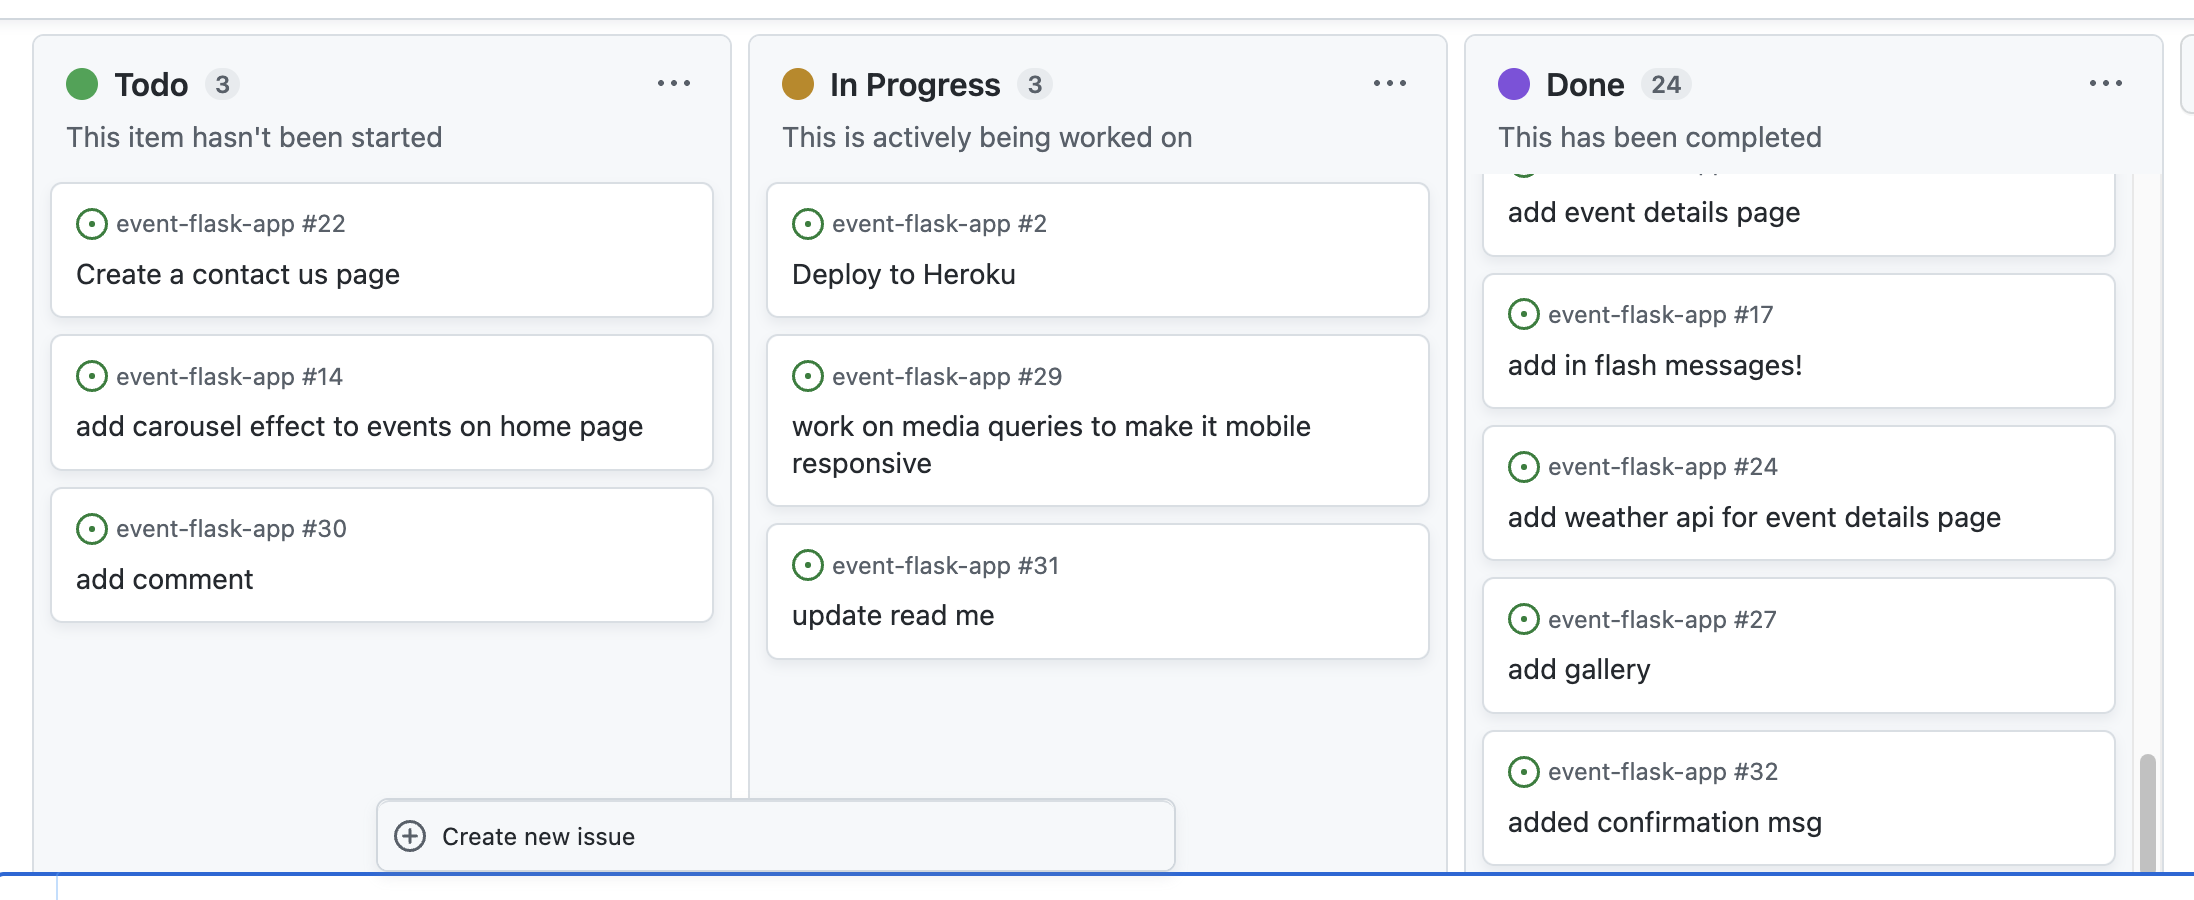 Todo 3
This item hasn't been started
event-flask-app #22
Create a contact us page
event-flask-app #14
add carousel effect to events on home page
event-flask-app #30
add comment
In Progress 3
This is actively being worked on
event-flask-app #2
Deploy to Heroku
event-flask-app #29
work on media queries to make it mobile
responsive
event-flask-app #31
update read me
Done 24
This has been completed
add event details page
event-flask-app #17
add in flash messages!
event-flask-app #24
add weather api for event details page
event-flask-app #27
add gallery
event-flask-app #32
added confirmation msg
Create new issue